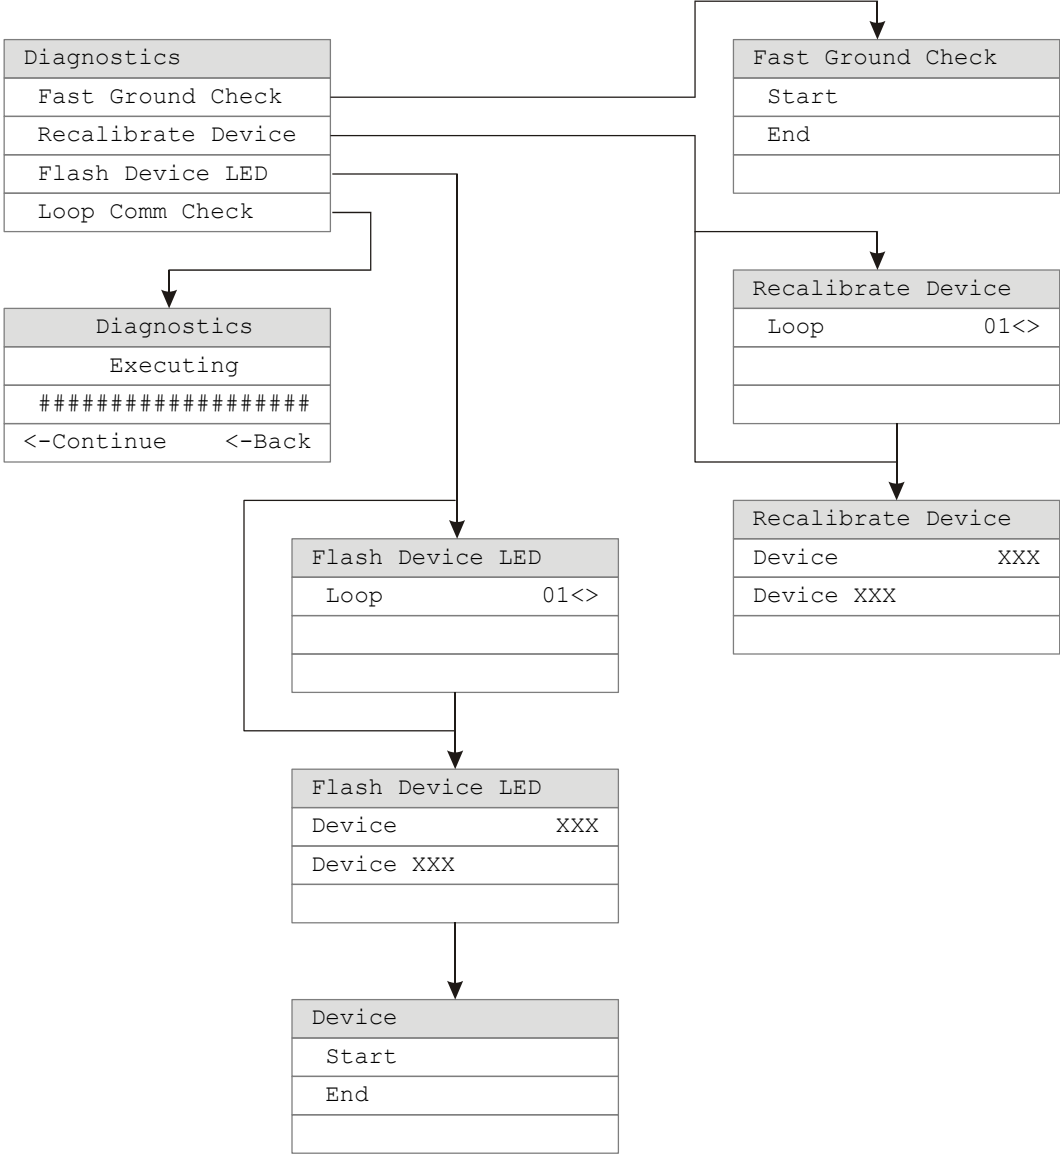 Diagnostics
Fast Ground Check
Recalibrate Device
Flash Device LED
Loop Comm Check
Diagnostics
Executing
###################
<-Continue <-Back
Fast Ground Check
Start
End
Recalibrate Device
Loop 01<>
Recalibrate Device
Device XXX
Device XXX
Flash Device LED
Loop 01<>
Flash Device LED
Device XXX
Device XXX
Device
Start
End